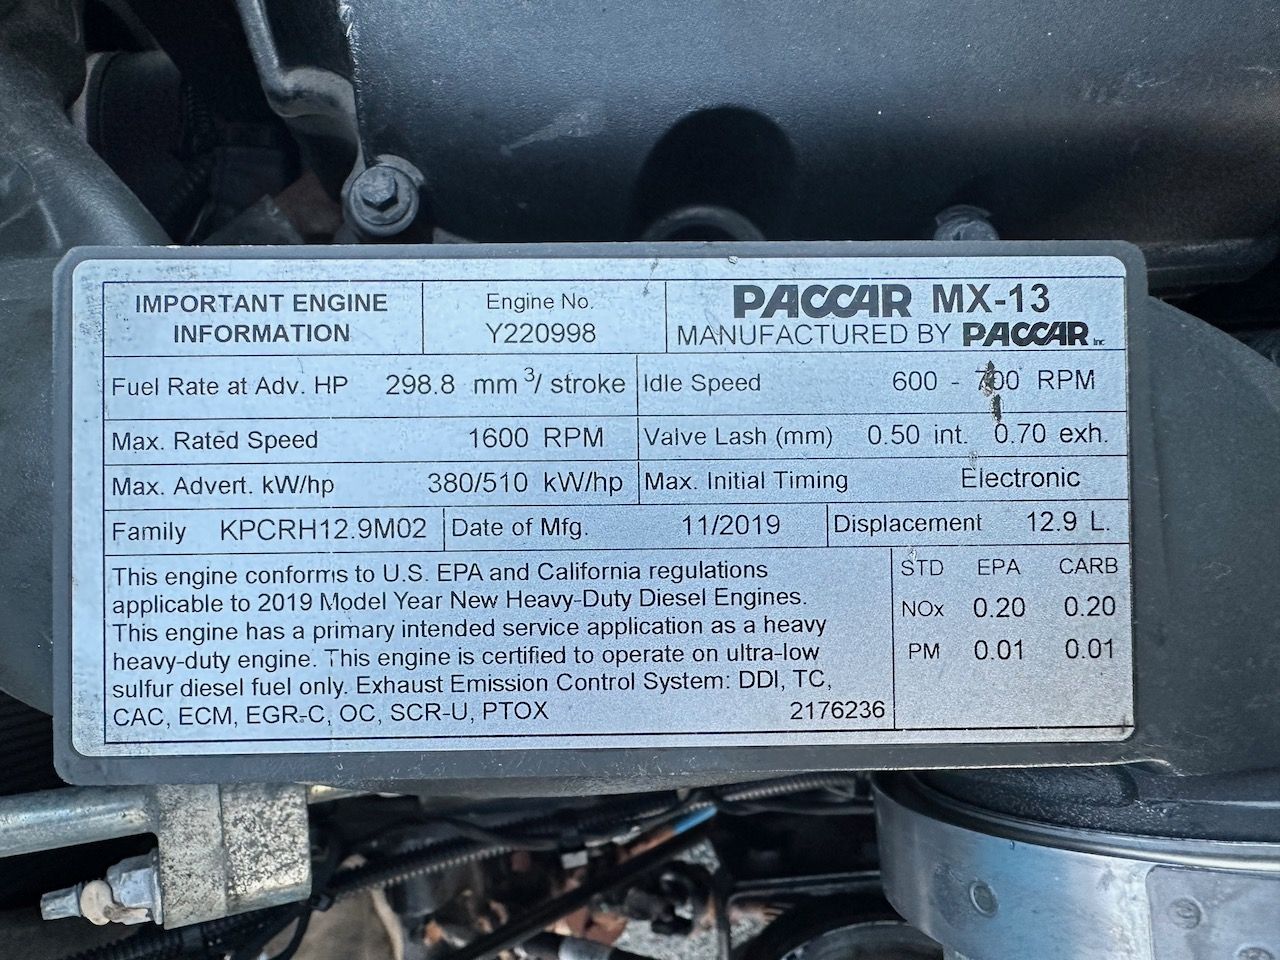 IMPORTANT ENGINE
INFORMATION
Engine No.
Y220998
PACCAR MX-13
MANUFACTURED BY PACCAR Inc
Fuel Rate at Adv. HP 298.8 mm³/ stroke
Idle Speed 600 - 700 RPM
Max. Rated Speed 1600 RPM
Valve Lash (mm) 0.50 int. 0.70 exh.
Max. Advert. kW/hp 380/510 kW/hp
Max. Initial Timing Electronic
Family KPCRH12.9M02
Date of Mfg. 11/2019
Displacement 12.9 L.
This engine conforms to U.S. EPA and California regulations
applicable to 2019 Model Year New Heavy-Duty Diesel Engines.
This engine has a primary intended service application as a heavy
heavy-duty engine. This engine is certified to operate on ultra-low
sulfur diesel fuel only. Exhaust Emission Control System: DDI, TC,
CAC, ECM, EGR-C, OC, SCR-U, PTOX 2176236
STD EPA CARB
NOx 0.20 0.20
PM 0.01 0.01